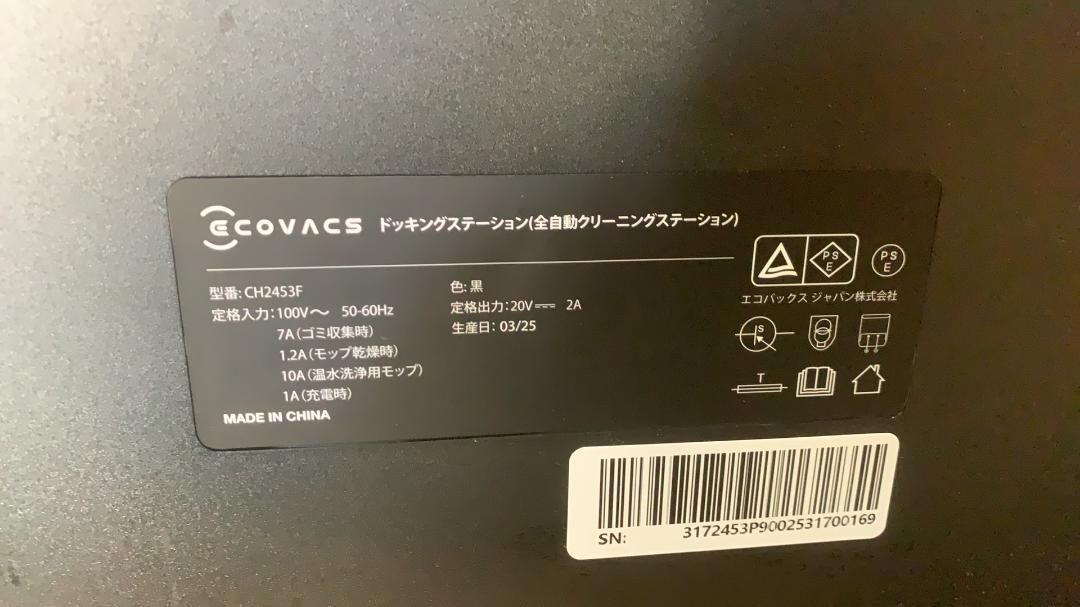 ECOVACS ドッキングステーション(全自動クリーニングステーション)
型番: CH2453F
定格入力: 100V～ 50-60Hz
7A(ゴミ収集時)
1.2A(モップ乾燥時)
10A(温水洗浄用モップ)
1A(充電時)
MADE IN CHINA
色: 黒
定格出力: 20V⎓ 2A
生産日: 03/25
PS
E
PS
E
エコバックス ジャパン株式会社
S
T
SN: 3172453P9002531700169